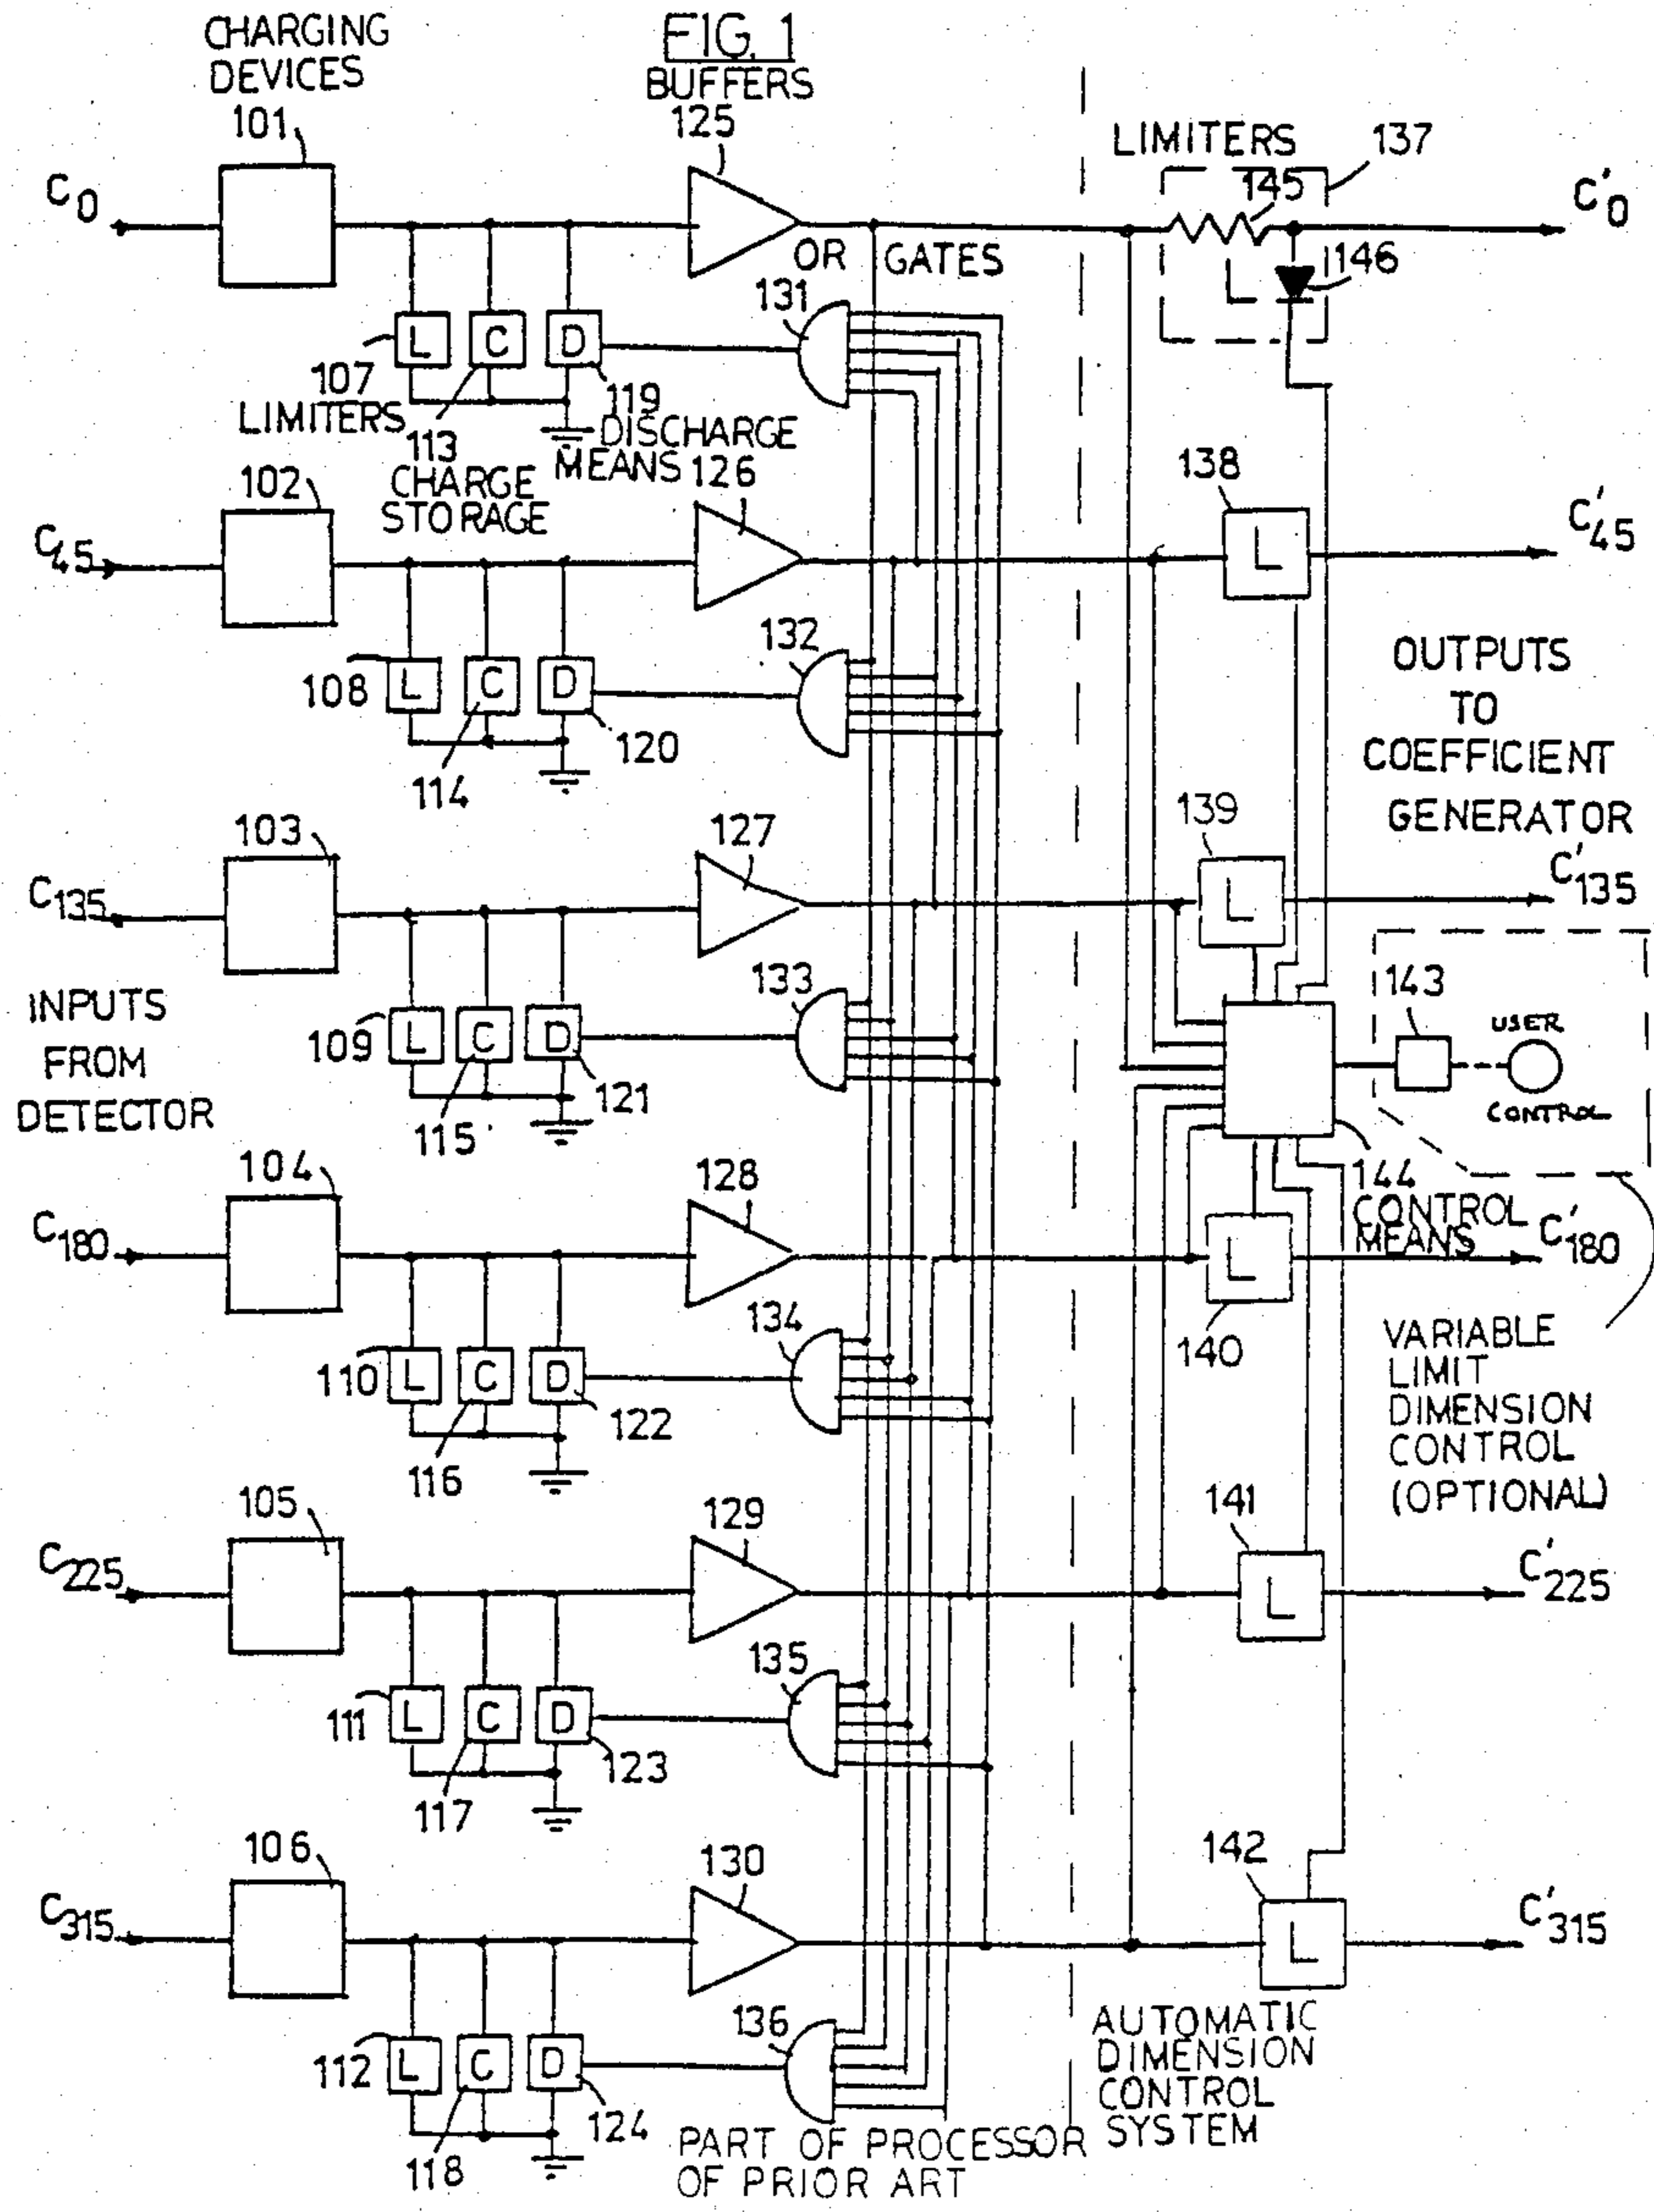 FIG. 1
CHARGING
DEVICES
101
BUFFERS
125
LIMITERS
137
145
C0
C'0
OR GATES
146
131
L
C
D
L
107
LIMITERS
113
CHARGE
STORAGE
119
DISCHARGE
MEANS
126
102
138
C45
L
C'45
132
108
L
C
D
114
120
OUTPUTS
TO
COEFFICIENT
GENERATOR
103
127
139
C135
L
C'135
133
143
INPUTS
FROM
DETECTOR
109
L
C
D
115
121
USER
CONTROL
144
CONTROL
MEANS
104
128
C180
L
C'180
140
134
110
L
C
D
116
122
VARIABLE
LIMIT
DIMENSION
CONTROL
(OPTIONAL)
105
129
141
C225
L
C'225
135
111
L
C
D
117
123
106
130
142
C315
L
C'315
136
112
L
C
D
118
124
PART OF PROCESSOR
OF PRIOR ART
AUTOMATIC
DIMENSION
CONTROL
SYSTEM